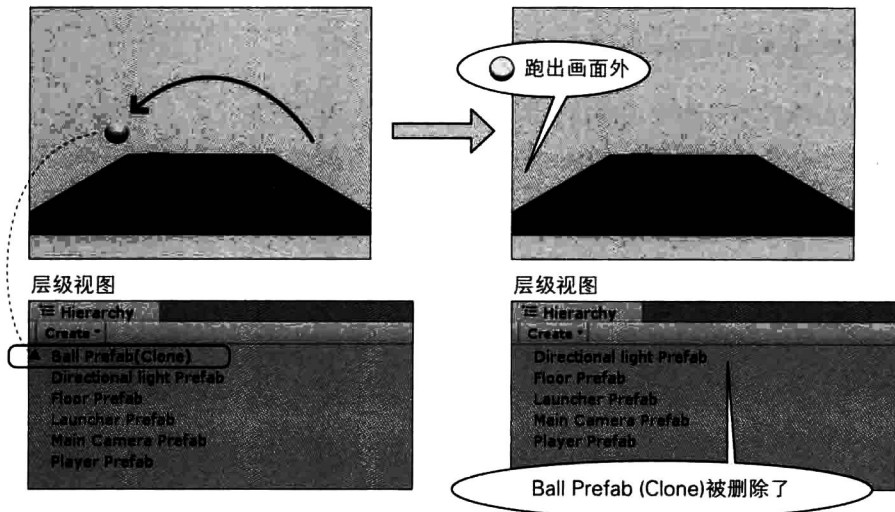 跑出画面外
层级视图
Hierarchy
Create
Ball Prefab(Clone)
Directional light Prefab
Floor Prefab
Launcher Prefab
Main Camera Prefab
Player Prefab
层级视图
Hierarchy
Create
Directional light Prefab
Floor Prefab
Launcher Prefab
Main Camera Prefab
Player Prefab
Ball Prefab (Clone)被删除了